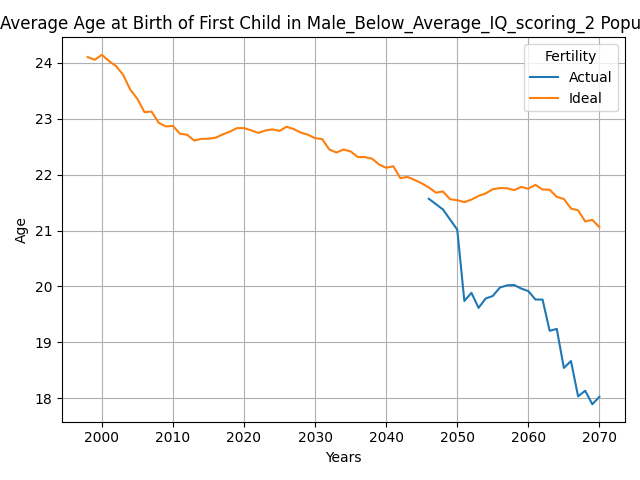 Average Age at Birth of First Child in Male_Below_Average_IQ_scoring_2 Popu
Fertility
Actual
Ideal
24
23
22
21
20
19
18
Age
2000 2010 2020 2030 2040 2050 2060 2070
Years